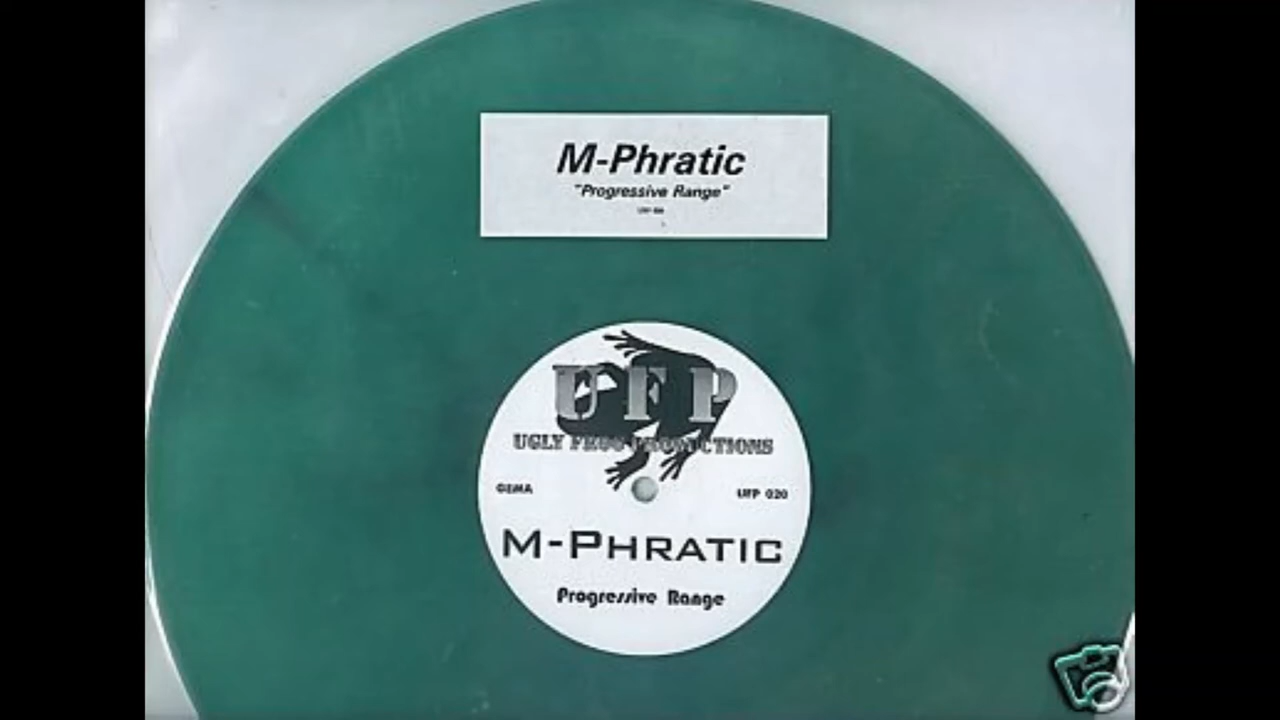 M-Phratic
"Progressive Range"
UFP
UGLY FROG PRODUCTIONS
GEMA
UFP 020
M-PHRATIC
Progressive Range